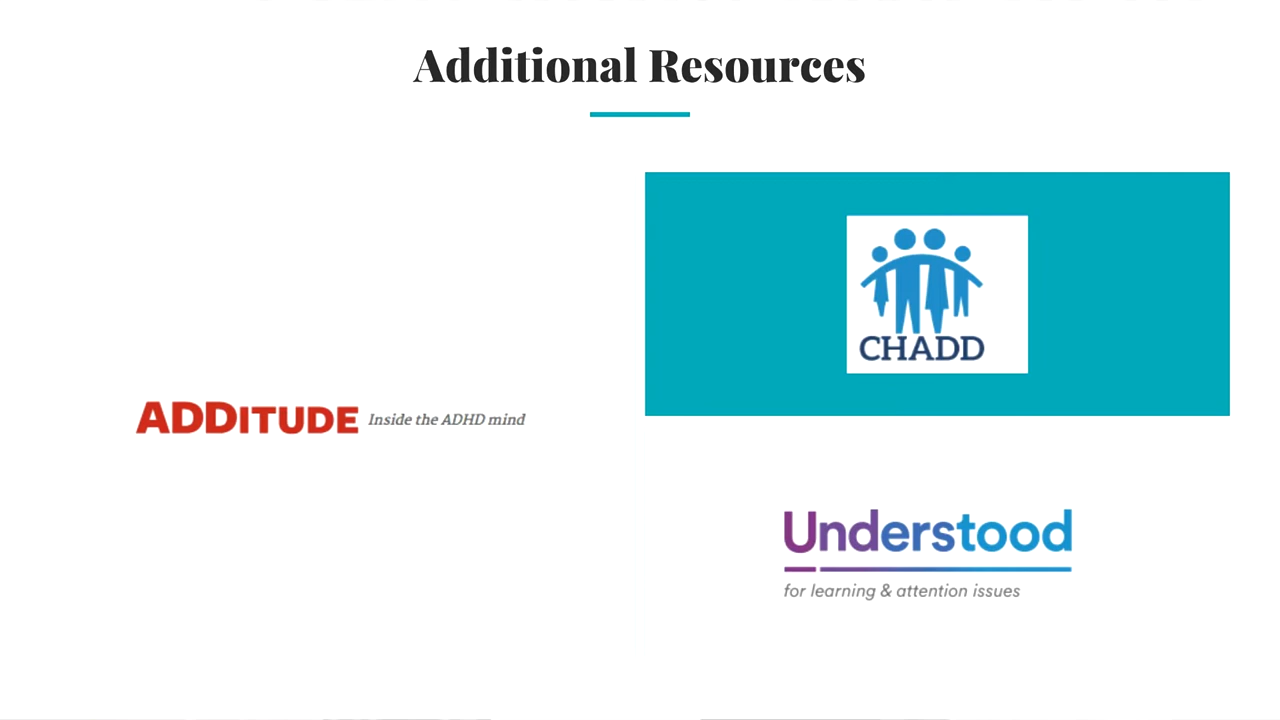 Additional Resources
ADDITUDE Inside the ADHD mind
CHADD
Understood
for learning & attention issues